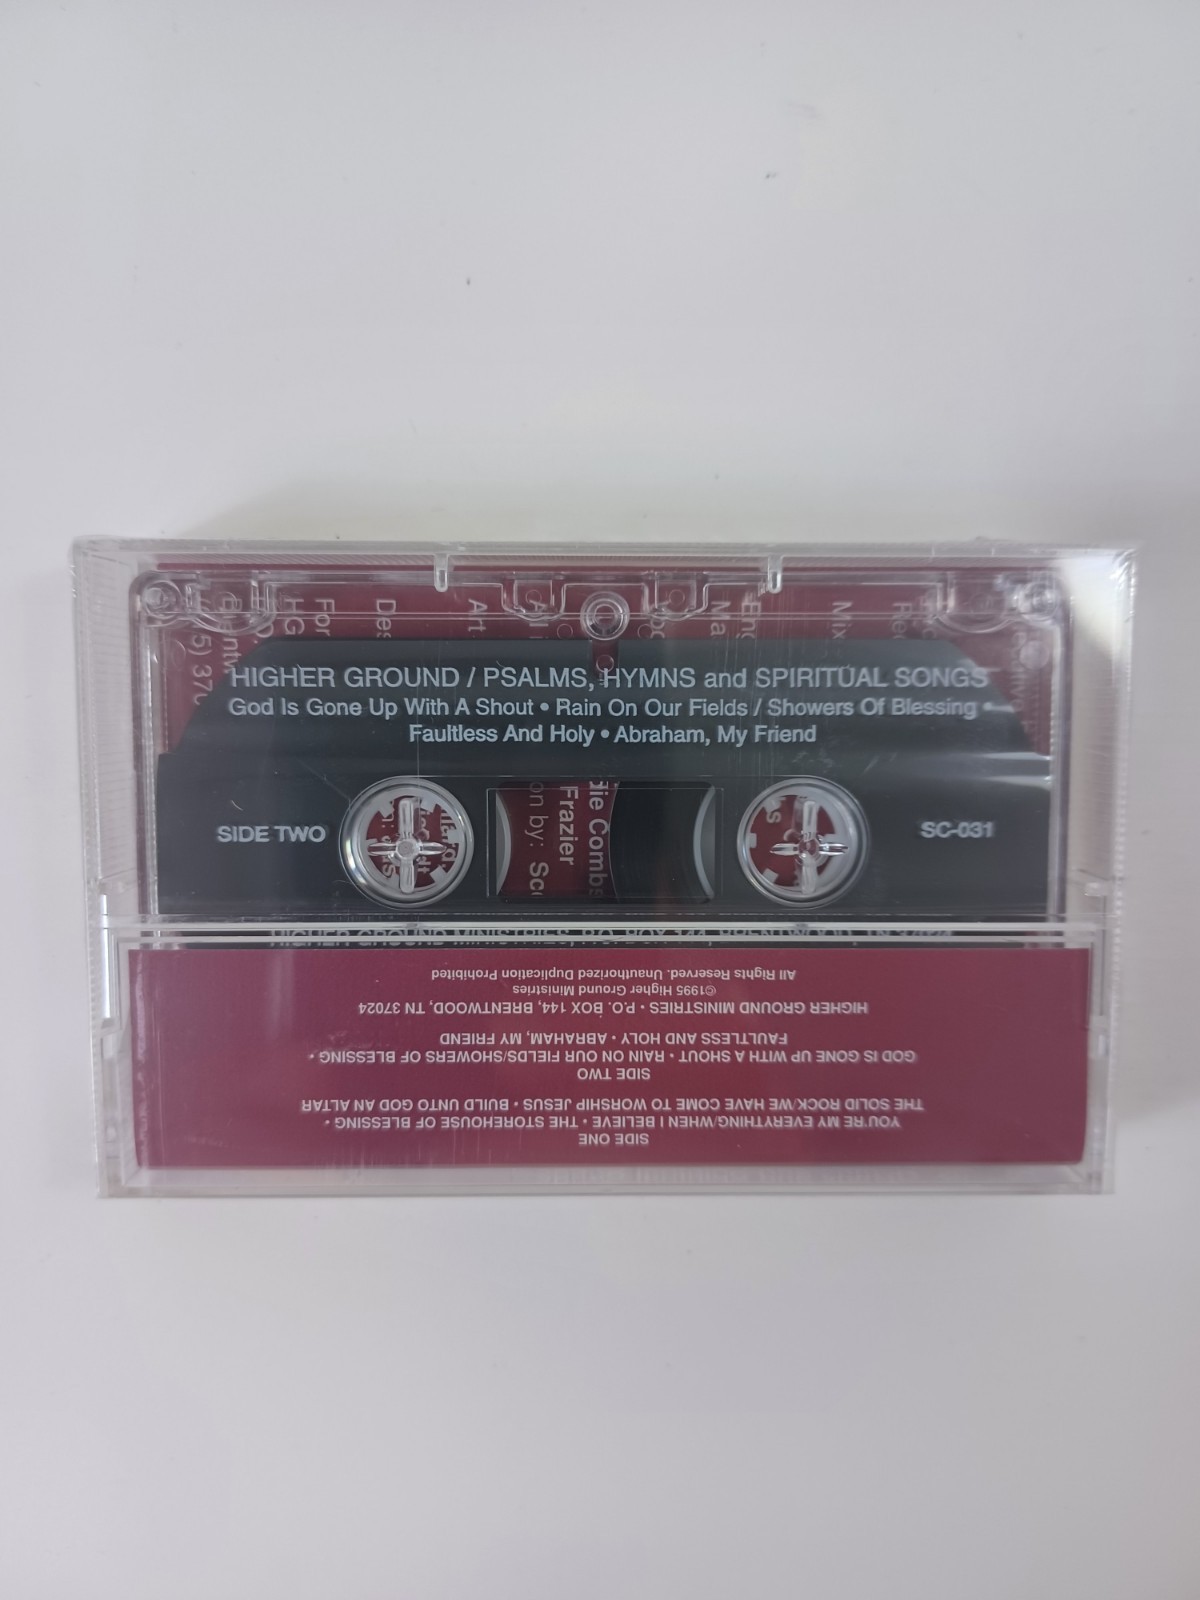 HIGHER GROUND / PSALMS, HYMNS and SPIRITUAL SONGS
God Is Gone Up With A Shout • Rain On Our Fields / Showers Of Blessing •
Faultless And Holy • Abraham, My Friend
SIDE TWO
SC-031
die Combs
Frazier
on by:
SIDE ONE
YOU'RE MY EVERYTHING/WHEN I BELIEVE • THE STOREHOUSE OF BLESSING •
THE SOLID ROCK/WE HAVE COME TO WORSHIP JESUS • BUILD UNTO GOD AN ALTAR
SIDE TWO
GOD IS GONE UP WITH A SHOUT • RAIN ON OUR FIELDS/SHOWERS OF BLESSING •
FAULTLESS AND HOLY • ABRAHAM, MY FRIEND
HIGHER GROUND MINISTRIES • P.O. BOX 144, BRENTWOOD, TN 37024
©1995 Higher Ground Ministries
All Rights Reserved. Unauthorized Duplication Prohibited